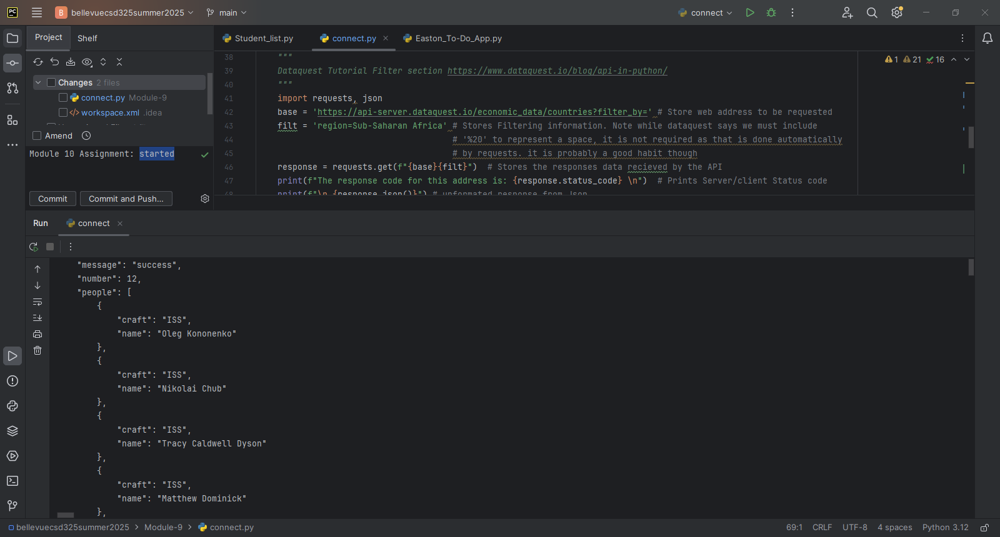 PC
B bellevuecsd325summer2025 main connect
Project Shelf
Changes 2 files
connect.py Module-9
workspace.xml .idea
Amend
Module 10 Assignment: started
Commit Commit and Push...
Student_list.py connect.py Easton_To-Do_App.py
1 21 16
38 """
39 Dataquest Tutorial Filter section https://www.dataquest.io/blog/api-in-python/
40 """
41 import requests, json
42 base = 'https://api-server.dataquest.io/economic_data/countries?filter_by=' # Store web address to be requested
43 filt = 'region=Sub-Saharan Africa' # Stores Filtering information. Note while dataquest says we must include
44 # '%20' to represent a space, it is not required as that is done automatically
45 # by requests. it is probably a good habit though
46 response = requests.get(f"{base}{filt}") # Stores the responses data recieved by the API
47 print(f"The response code for this address is: {response.status_code} \n") # Prints Server/client Status code
48 print(f"\n {response.json()}") # unformated response from Json
Run connect
"message": "success",
"number": 12,
"people": [
{
"craft": "ISS",
"name": "Oleg Kononenko"
},
{
"craft": "ISS",
"name": "Nikolai Chub"
},
{
"craft": "ISS",
"name": "Tracy Caldwell Dyson"
},
{
"craft": "ISS",
"name": "Matthew Dominick"
},
bellevuecsd325summer2025 > Module-9 > connect.py 69:1 CRLF UTF-8 4 spaces Python 3.12